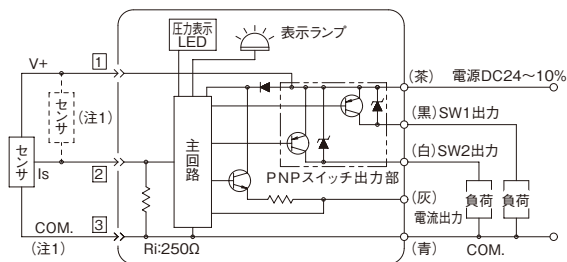 圧力表示
LED
表示ランプ
V+
1
(茶)
電源DC24〜10%
センサ
(注1)
(黒)SW1出力
センサ
Is
2
主回路
(白)SW2出力
PNPスイッチ出力部
(灰)
電流出力
負荷
負荷
COM.
3
(注1)
Ri:250Ω
(青)
COM.